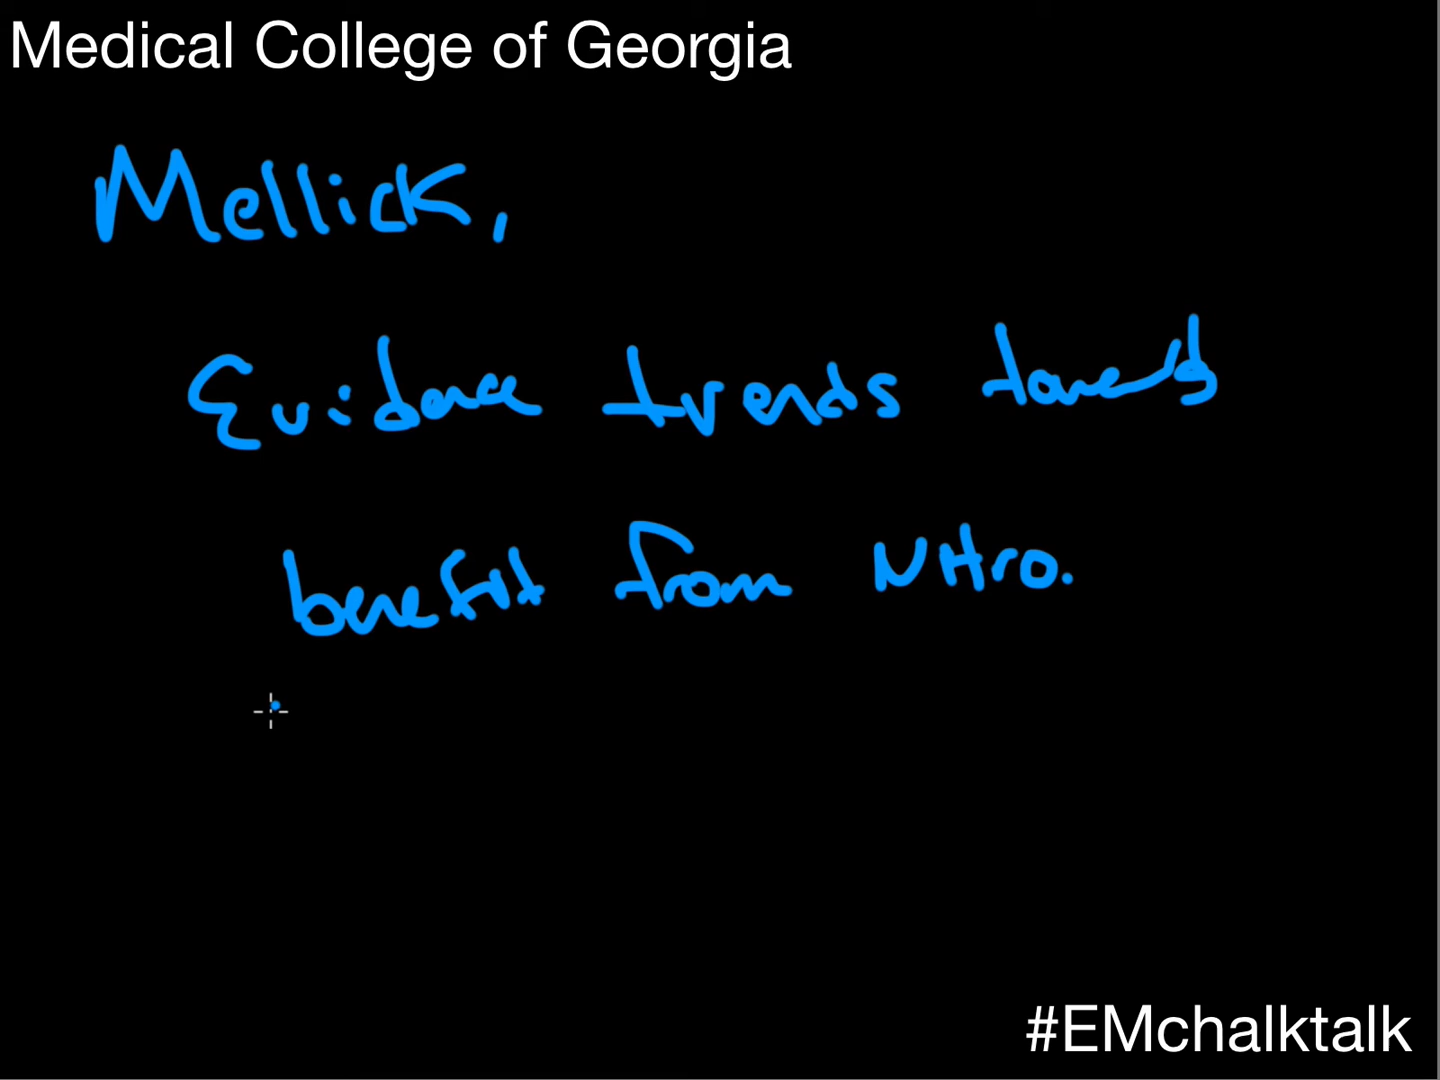 Medical College of Georgia
Mellick,
Evidence trends towards
benefit from Nitro.
#EMchalktalk